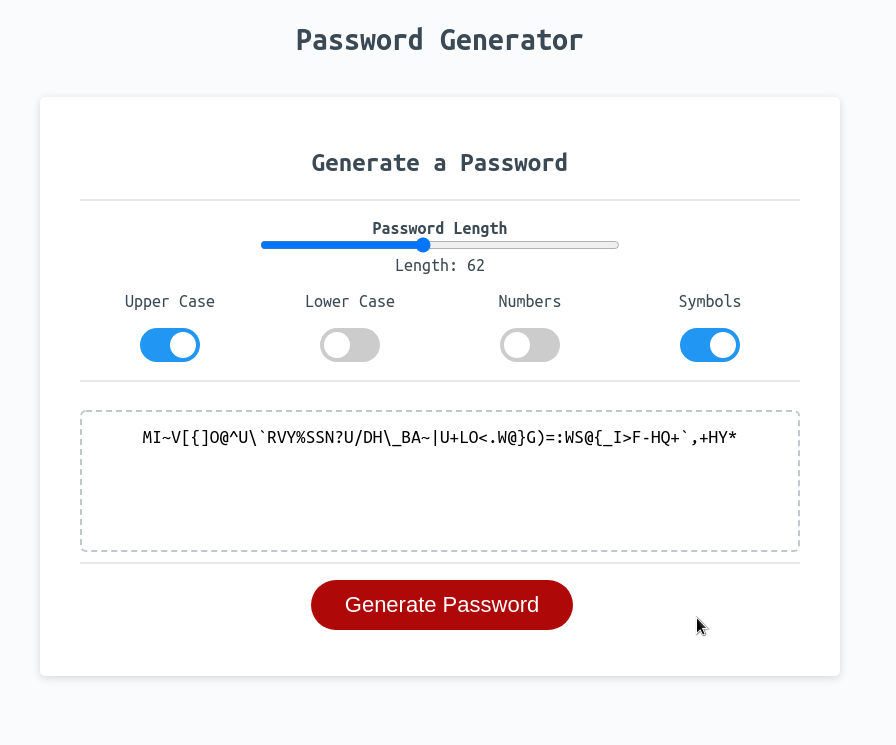 Password Generator
Generate a Password
Password Length
Length: 62
Upper Case Lower Case Numbers Symbols
MI~V[{]O@^U\`RVY%SSN?U/DH\_BA~|U+LO<.W@}G)=:WS@{_I>F-HQ+`,+HY*
Generate Password